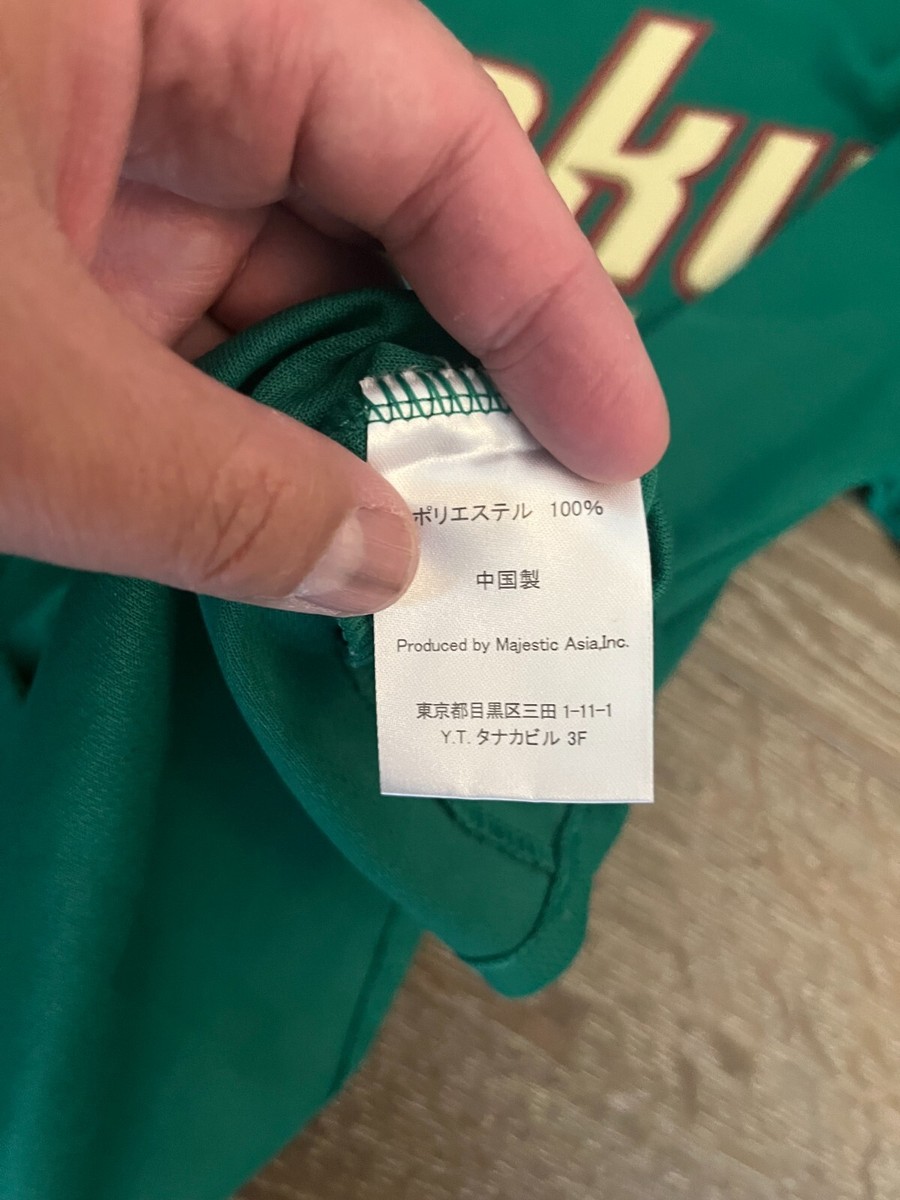 ku
ポリエステル 100%
中国製
Produced by Majestic Asia,Inc.
東京都目黒区三田 1-11-1
Y.T. タナカビル 3F